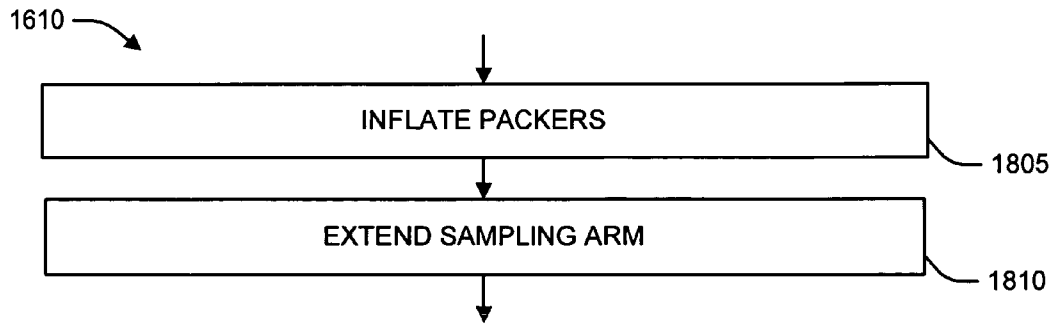 1610
INFLATE PACKERS
1805
EXTEND SAMPLING ARM
1810